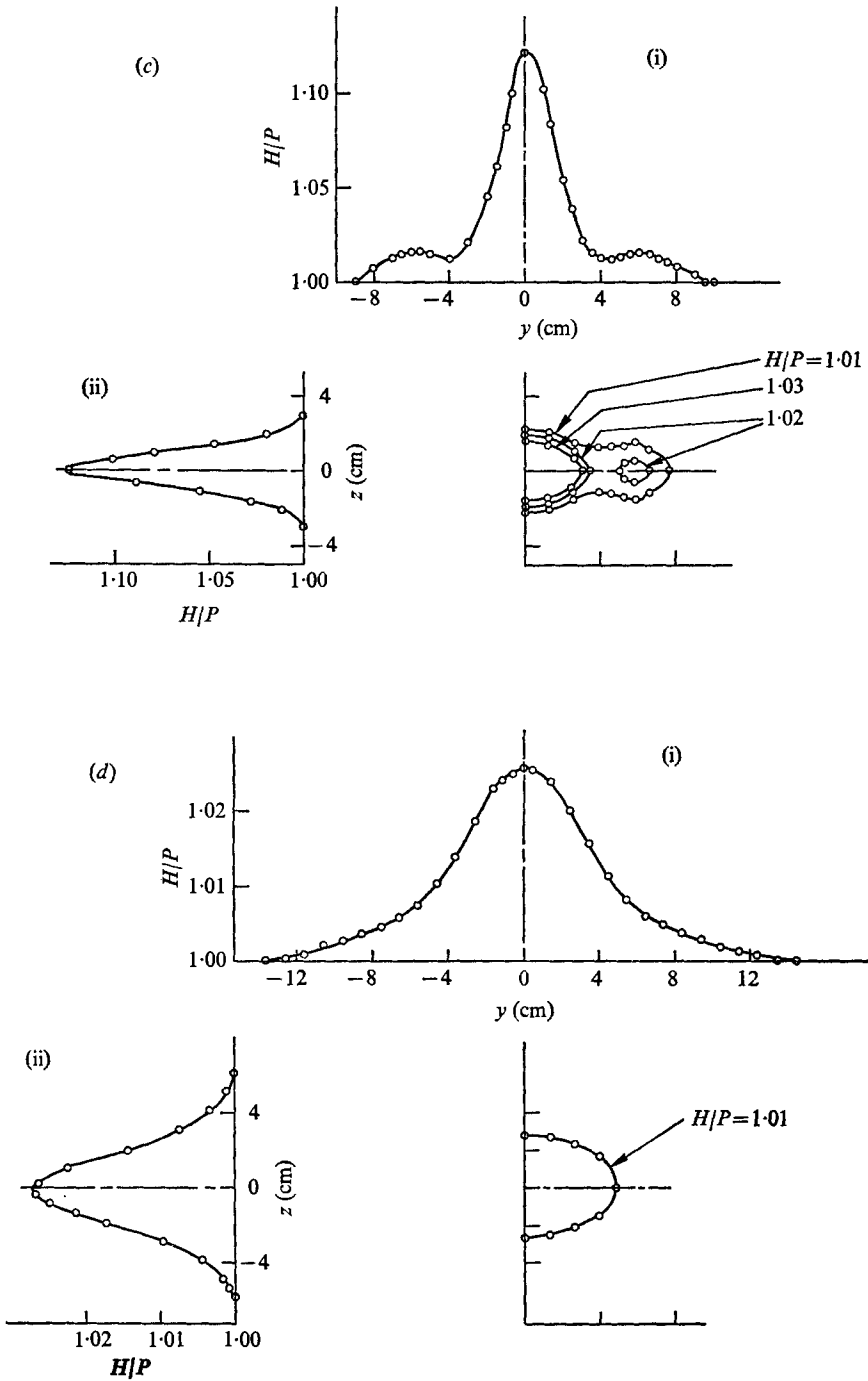 (c)
(i)
H/P
1·10
1·05
1·00
−8 −4 0 4 8
y (cm)
(ii)
4
0
−4
z (cm)
1·10 1·05 1·00
H/P
H/P=1·01
1·03
1·02
(d)
(i)
H/P
1·02
1·01
1·00
−12 −8 −4 0 4 8 12
y (cm)
(ii)
4
0
−4
z (cm)
1·02 1·01 1·00
H/P
H/P=1·01